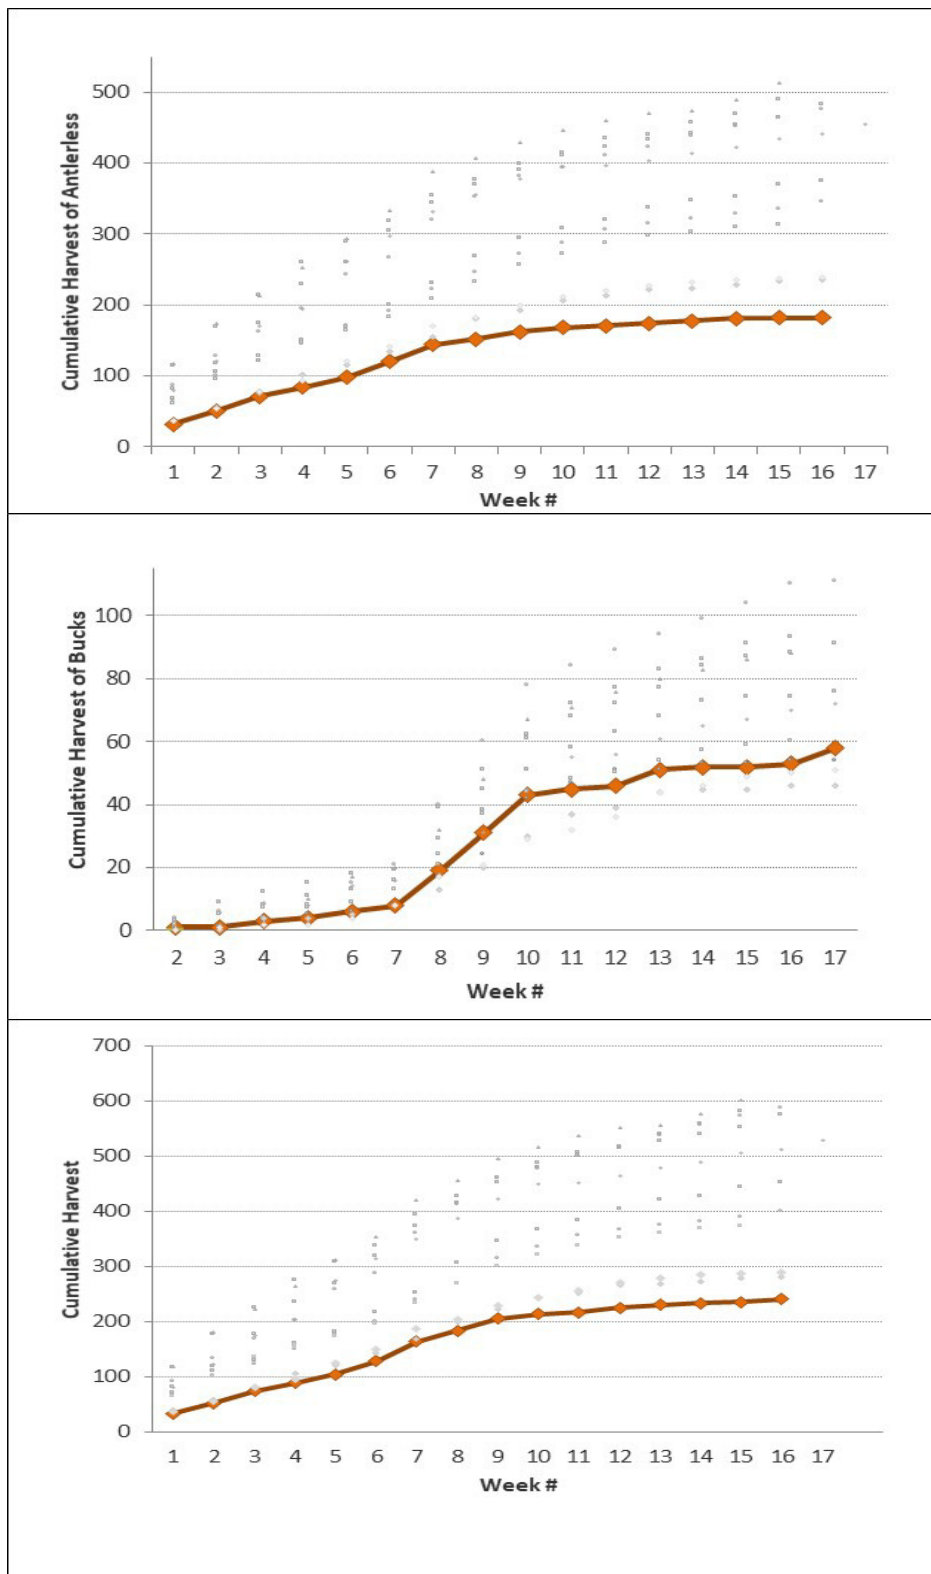 Cumulative Harvest of Antlerless
500
400
300
200
100
0
1 2 3 4 5 6 7 8 9 10 11 12 13 14 15 16 17
Week #
Cumulative Harvest of Bucks
100
80
60
40
20
0
2 3 4 5 6 7 8 9 10 11 12 13 14 15 16 17
Week #
Cumulative Harvest
700
600
500
400
300
200
100
0
1 2 3 4 5 6 7 8 9 10 11 12 13 14 15 16 17
Week #